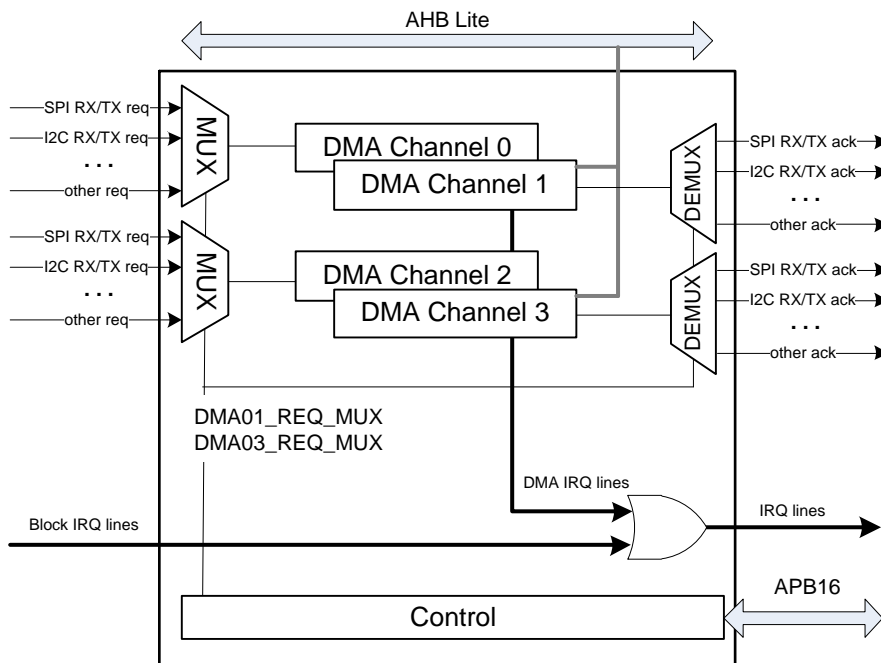 AHB Lite
SPI RX/TX req
I2C RX/TX req
. . .
other req
MUX
DMA Channel 0
DMA Channel 1
DEMUX
SPI RX/TX ack
I2C RX/TX ack
. . .
other ack
SPI RX/TX req
I2C RX/TX req
. . .
other req
MUX
DMA Channel 2
DMA Channel 3
DEMUX
SPI RX/TX ack
I2C RX/TX ack
. . .
other ack
DMA01_REQ_MUX
DMA03_REQ_MUX
DMA IRQ lines
Block IRQ lines
IRQ lines
APB16
Control